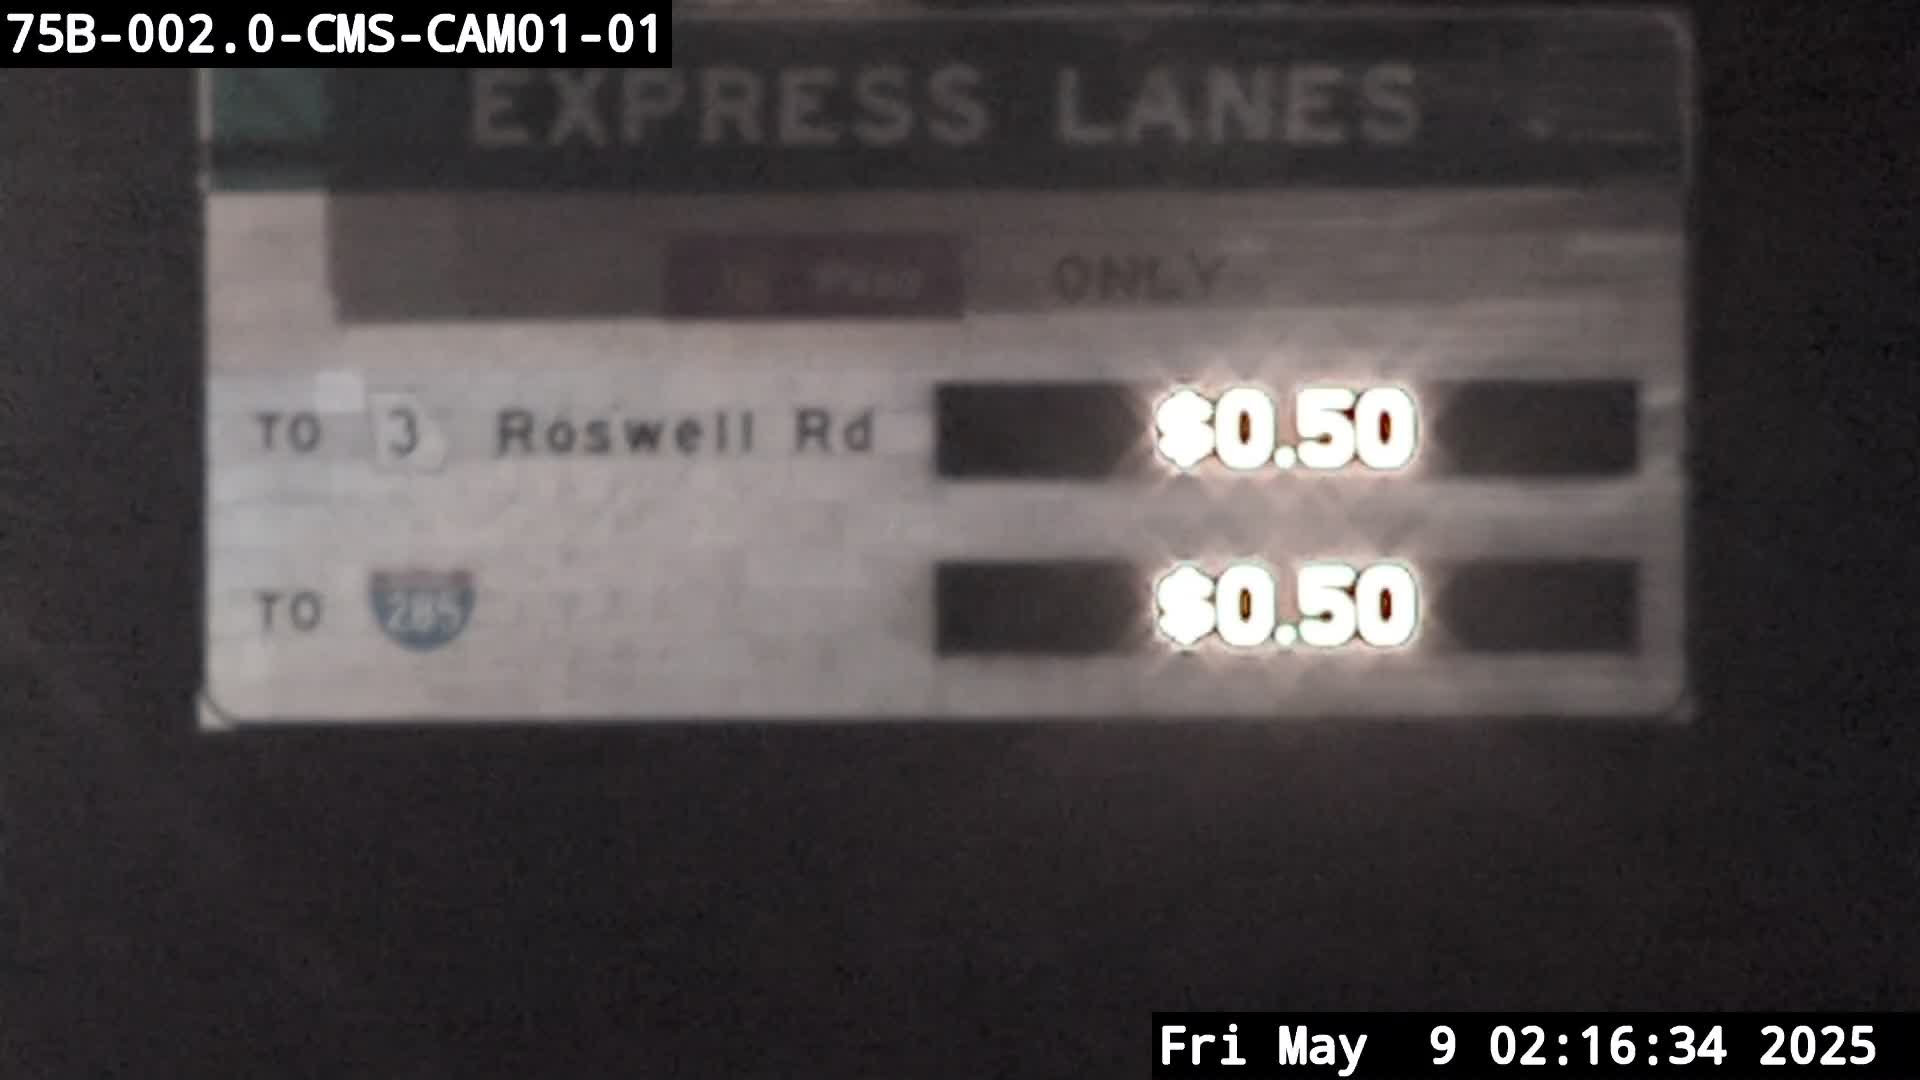 75B-002.0-CMS-CAM01-01
EXPRESS LANES
Pass ONLY
TO 3 Roswell Rd $0.50
TO 285 $0.50
Fri May 9 02:16:34 2025